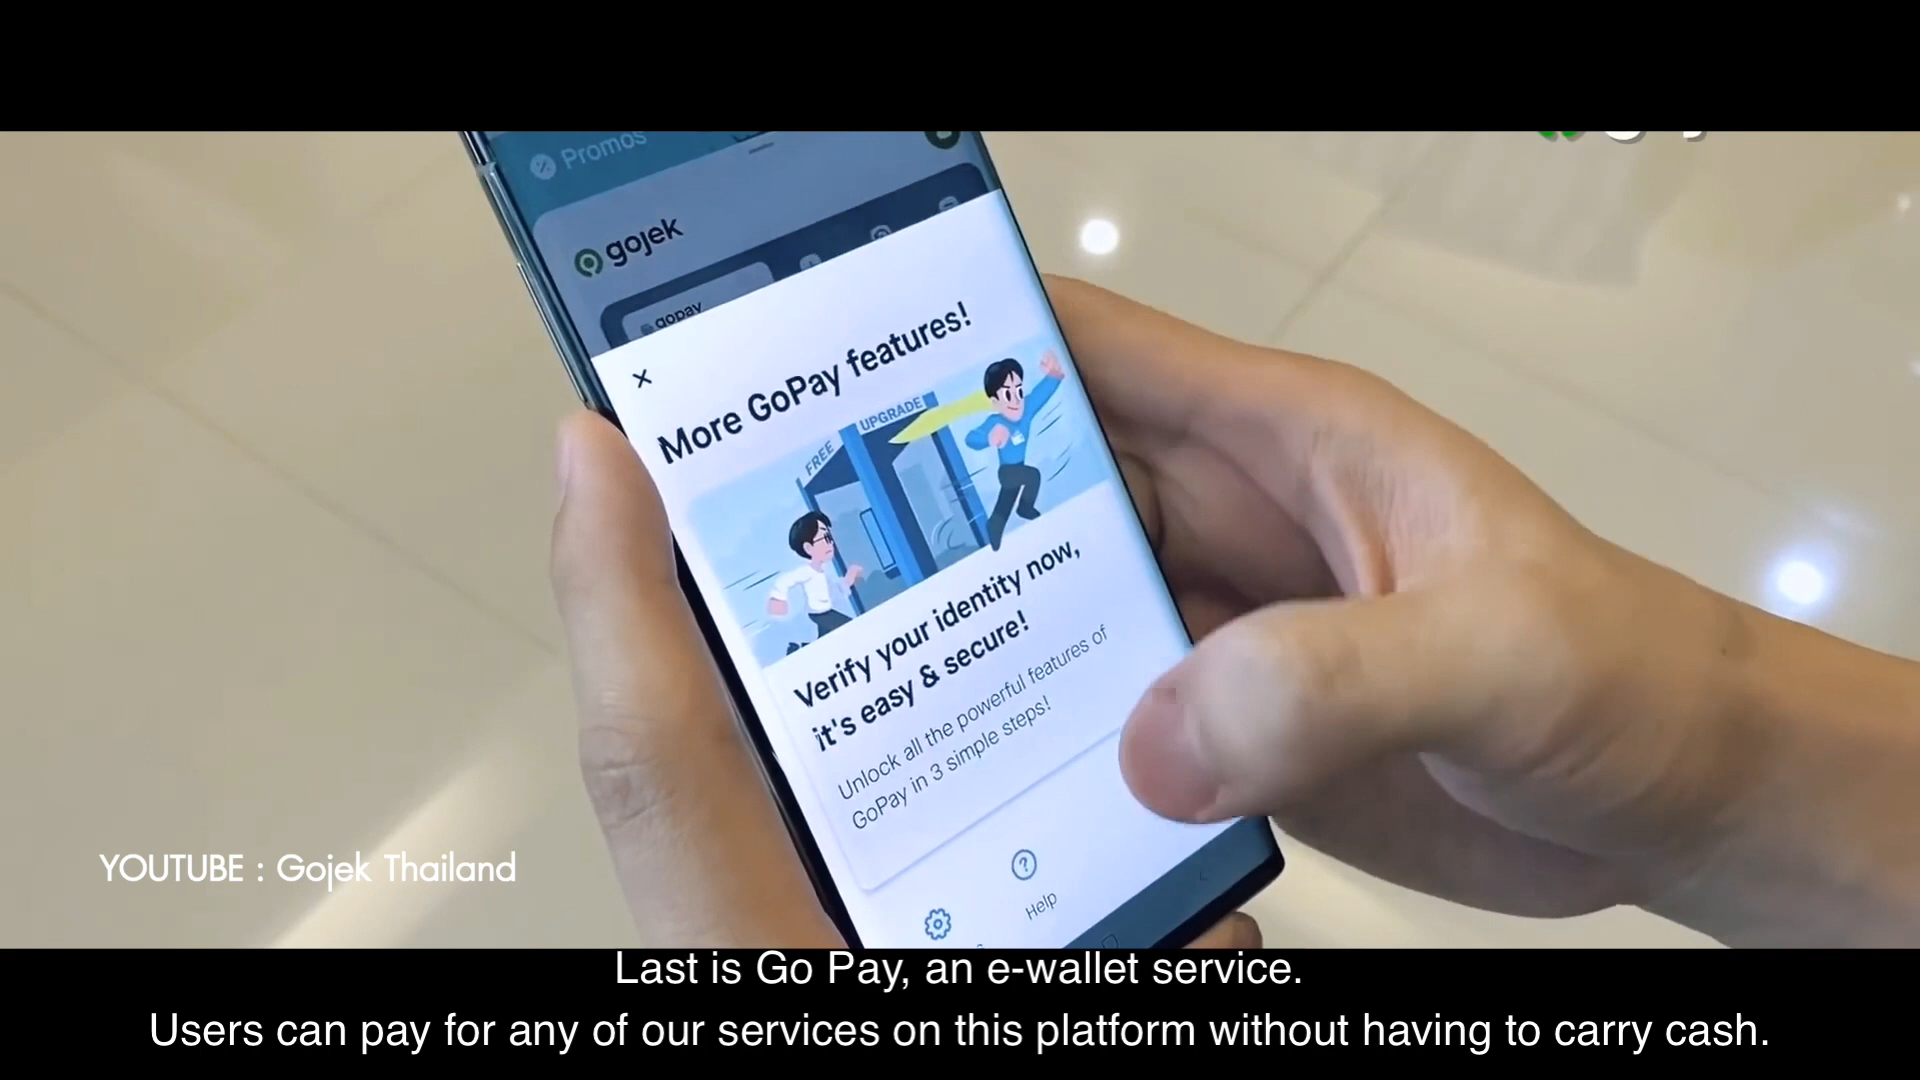 Promos
gojek
gopay
More GoPay features!
FREE
UPGRADE
Verify your identity now,
it's easy & secure!
Unlock all the powerful features of
GoPay in 3 simple steps!
Help
YOUTUBE : Gojek Thailand
Last is Go Pay, an e-wallet service.
Users can pay for any of our services on this platform without having to carry cash.